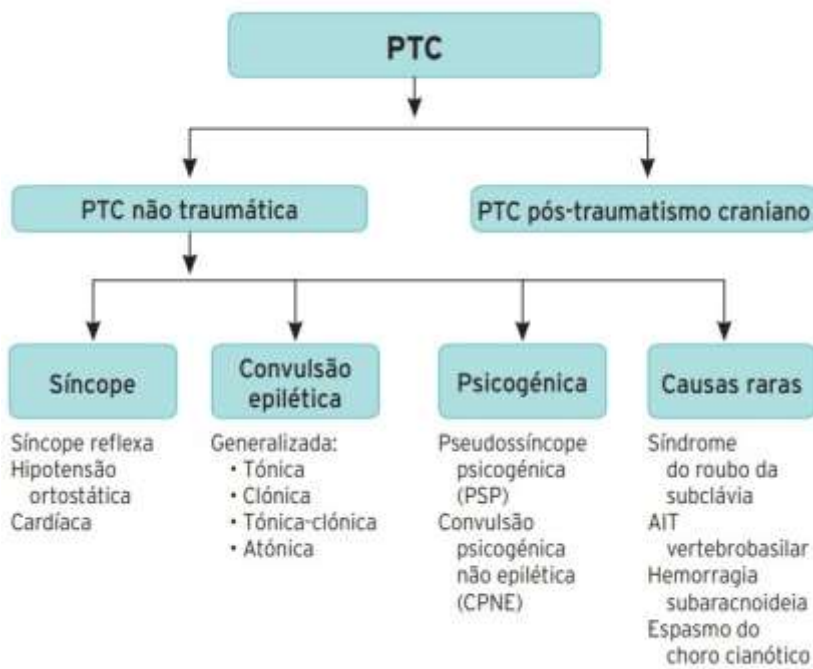 PTC
PTC não traumática
PTC pós-traumatismo craniano
Síncope
Síncope reflexa
Hipotensão
ortostática
Cardíaca
Convulsão
epilética
Generalizada:
• Tónica
• Clónica
• Tónica-clónica
• Atónica
Psicogénica
Pseudossíncope
psicogénica
(PSP)
Convulsão
psicogénica
não epilética
(CPNE)
Causas raras
Síndrome
do roubo da
subclávia
AIT
vertebrobasilar
Hemorragia
subaracnoideia
Espasmo do
choro cianótico